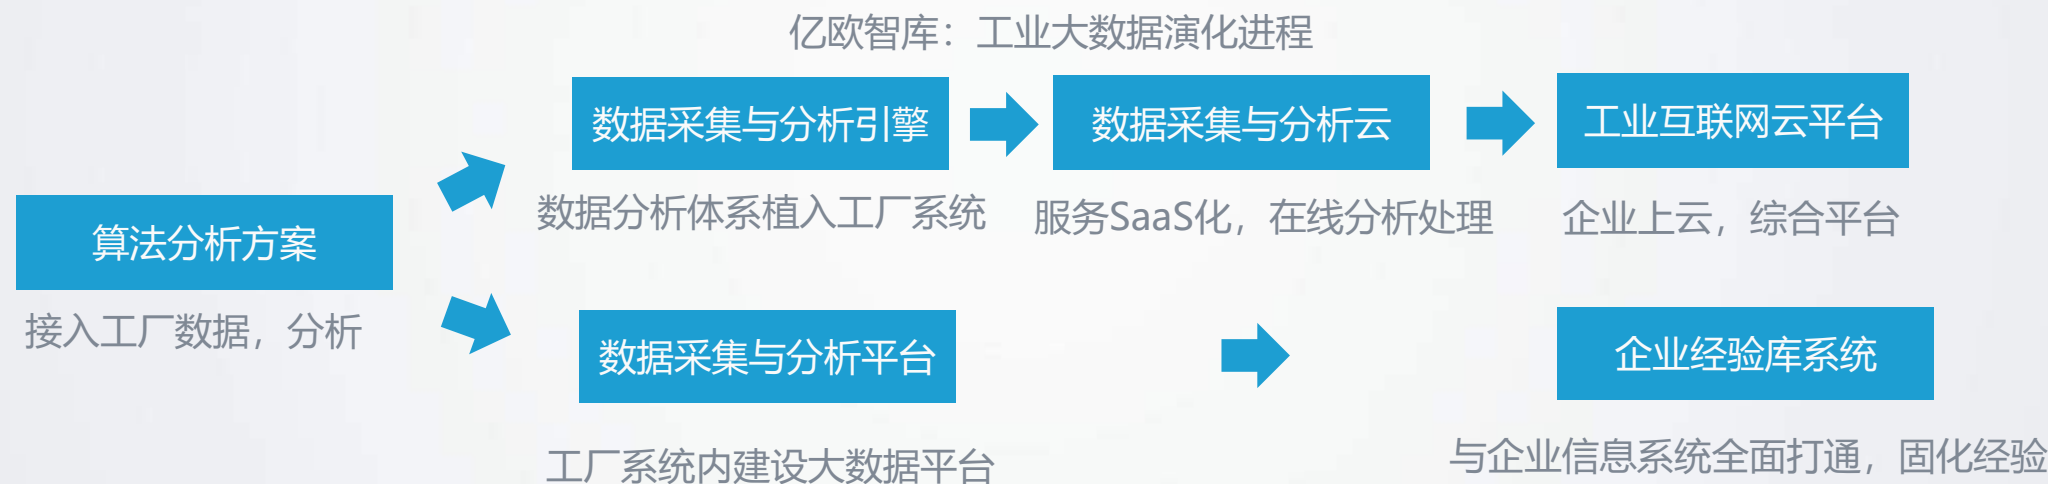 亿欧智库：工业大数据演化进程
数据采集与分析引擎
数据采集与分析云
工业互联网云平台
数据分析体系植入工厂系统
服务SaaS化，在线分析处理
企业上云，综合平台
算法分析方案
接入工厂数据，分析
数据采集与分析平台
企业经验库系统
工厂系统内建设大数据平台
与企业信息系统全面打通，固化经验